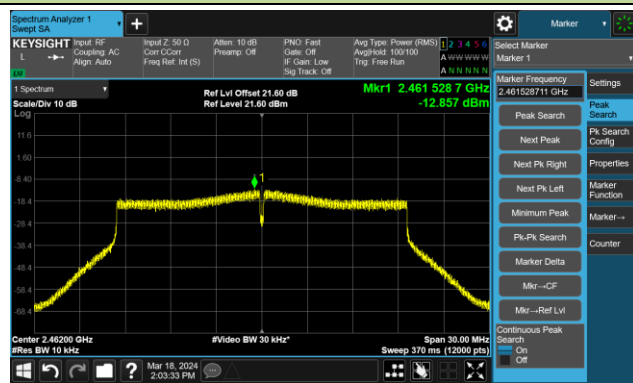 Spectrum Analyzer 1
Swept SA
Marker
KEYSIGHT
L
LXI
Input: RF
Coupling: AC
Align: Auto
Input Z: 50 Ω
Corr CCorr
Freq Ref: Int (S)
Atten: 10 dB
Preamp: Off
PNO: Fast
Gate: Off
IF Gain: Low
Sig Track: Off
Avg Type: Power (RMS)
Avg|Hold: 100/100
Trig: Free Run
1 2 3 4 5 6
A W W W W W
A N N N N N
Select Marker
Marker 1
1 Spectrum
Scale/Div 10 dB
Log
Ref Lvl Offset 21.60 dB
Ref Level 21.60 dBm
Mkr1 2.461 528 7 GHz
-12.857 dBm
11.6
1.60
-8.40
-18.4
-28.4
-38.4
-48.4
-58.4
-68.4
1
Center 2.46200 GHz
#Res BW 10 kHz
#Video BW 30 kHz*
Span 30.00 MHz
Sweep 370 ms (12000 pts)
Marker Frequency
2.461528711 GHz
Peak Search
Next Peak
Next Pk Right
Next Pk Left
Minimum Peak
Pk-Pk Search
Marker Delta
Mkr→CF
Mkr→Ref Lvl
Continuous Peak
Search
On
Off
Settings
Peak
Search
Pk Search
Config
Properties
Marker
Function
Marker→
Counter
Mar 18, 2024
2:03:33 PM